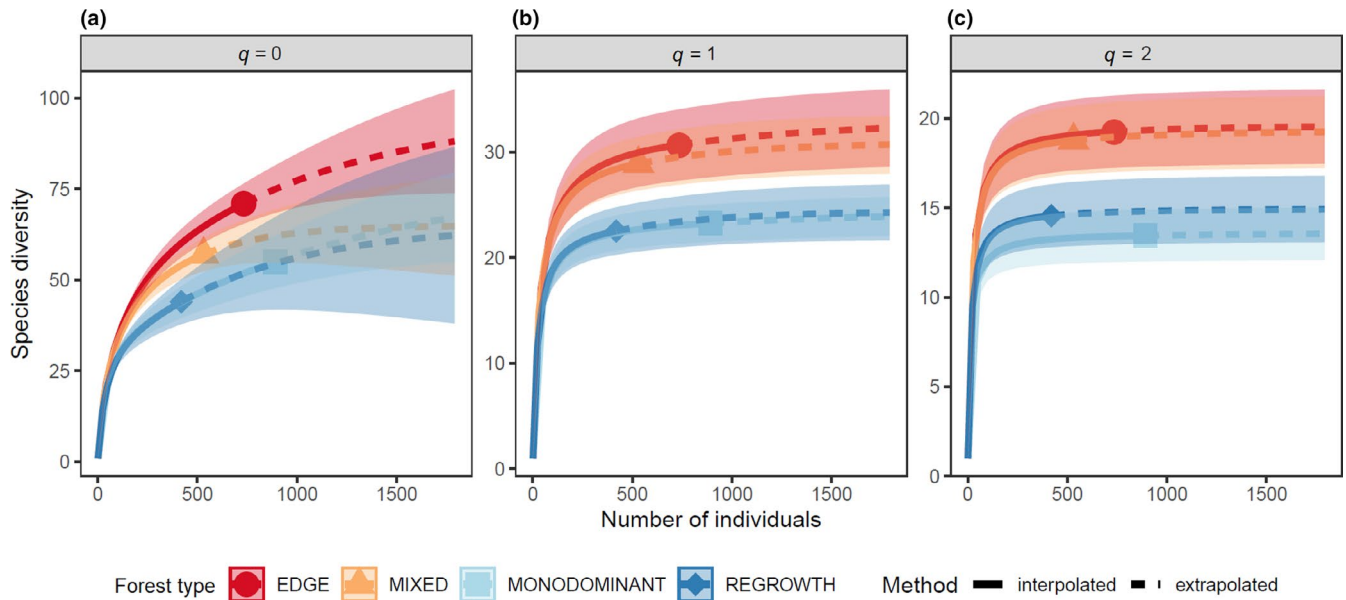 (a)
(b)
(c)
q = 0
q = 1
q = 2
Species diversity
100
75
50
25
0
30
20
10
0
20
15
10
5
0
0 500 1000 1500
0 500 1000 1500
0 500 1000 1500
Number of individuals
Forest type EDGE MIXED MONODOMINANT REGROWTH Method interpolated extrapolated